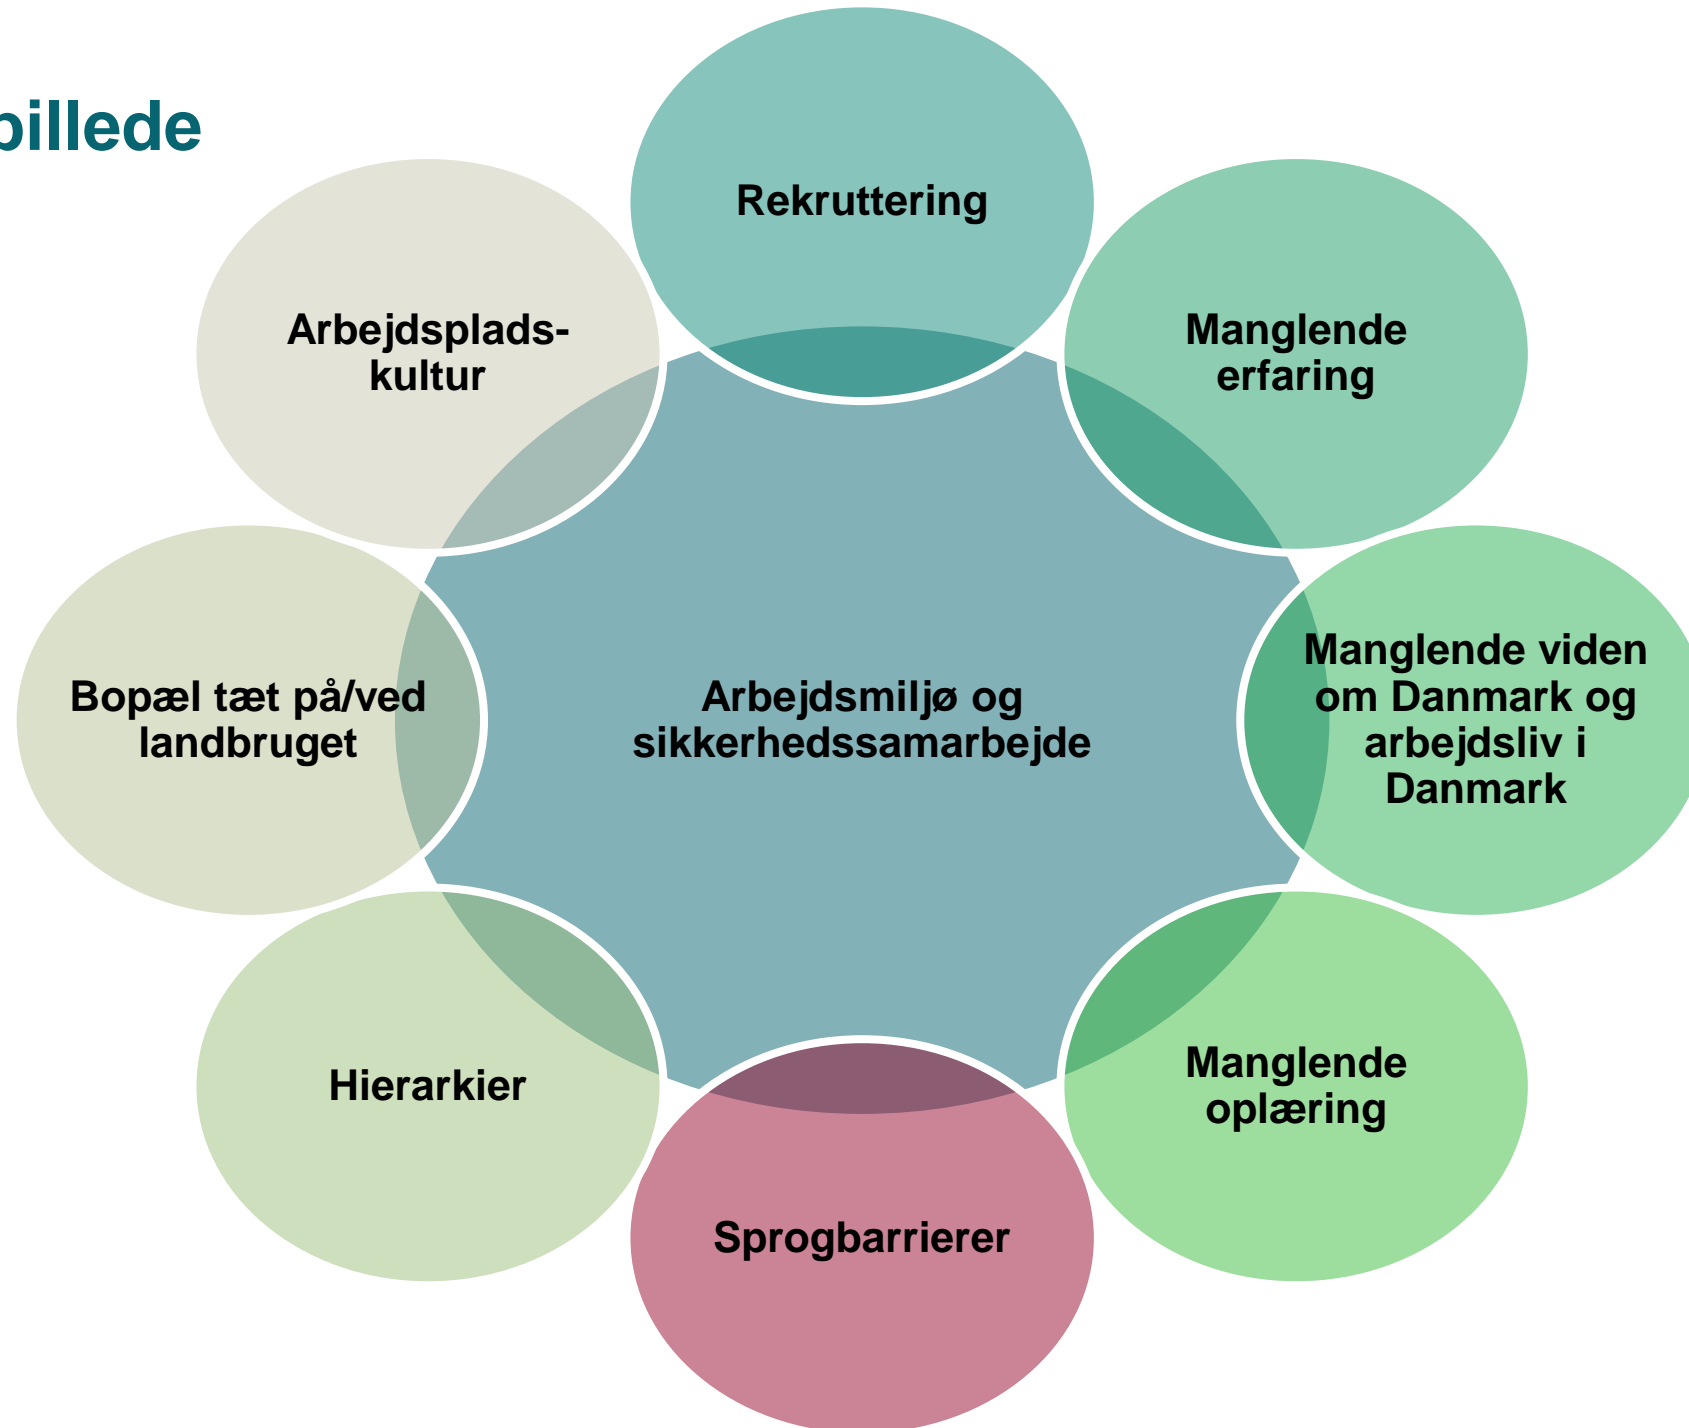 billede
Rekruttering
Arbejdsplads-
kultur
Manglende
erfaring
Bopæl tæt på/ved
landbruget
Arbejdsmiljø og
sikkerhedssamarbejde
Manglende viden
om Danmark og
arbejdsliv i
Danmark
Hierarkier
Manglende
oplæring
Sprogbarrierer